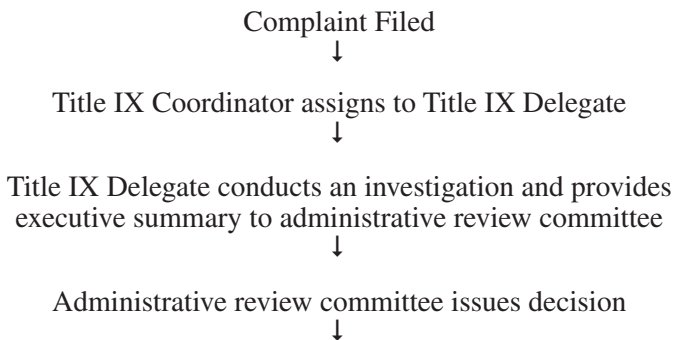 Complaint Filed
↓
Title IX Coordinator assigns to Title IX Delegate
↓
Title IX Delegate conducts an investigation and provides
executive summary to administrative review committee
↓
Administrative review committee issues decision
↓